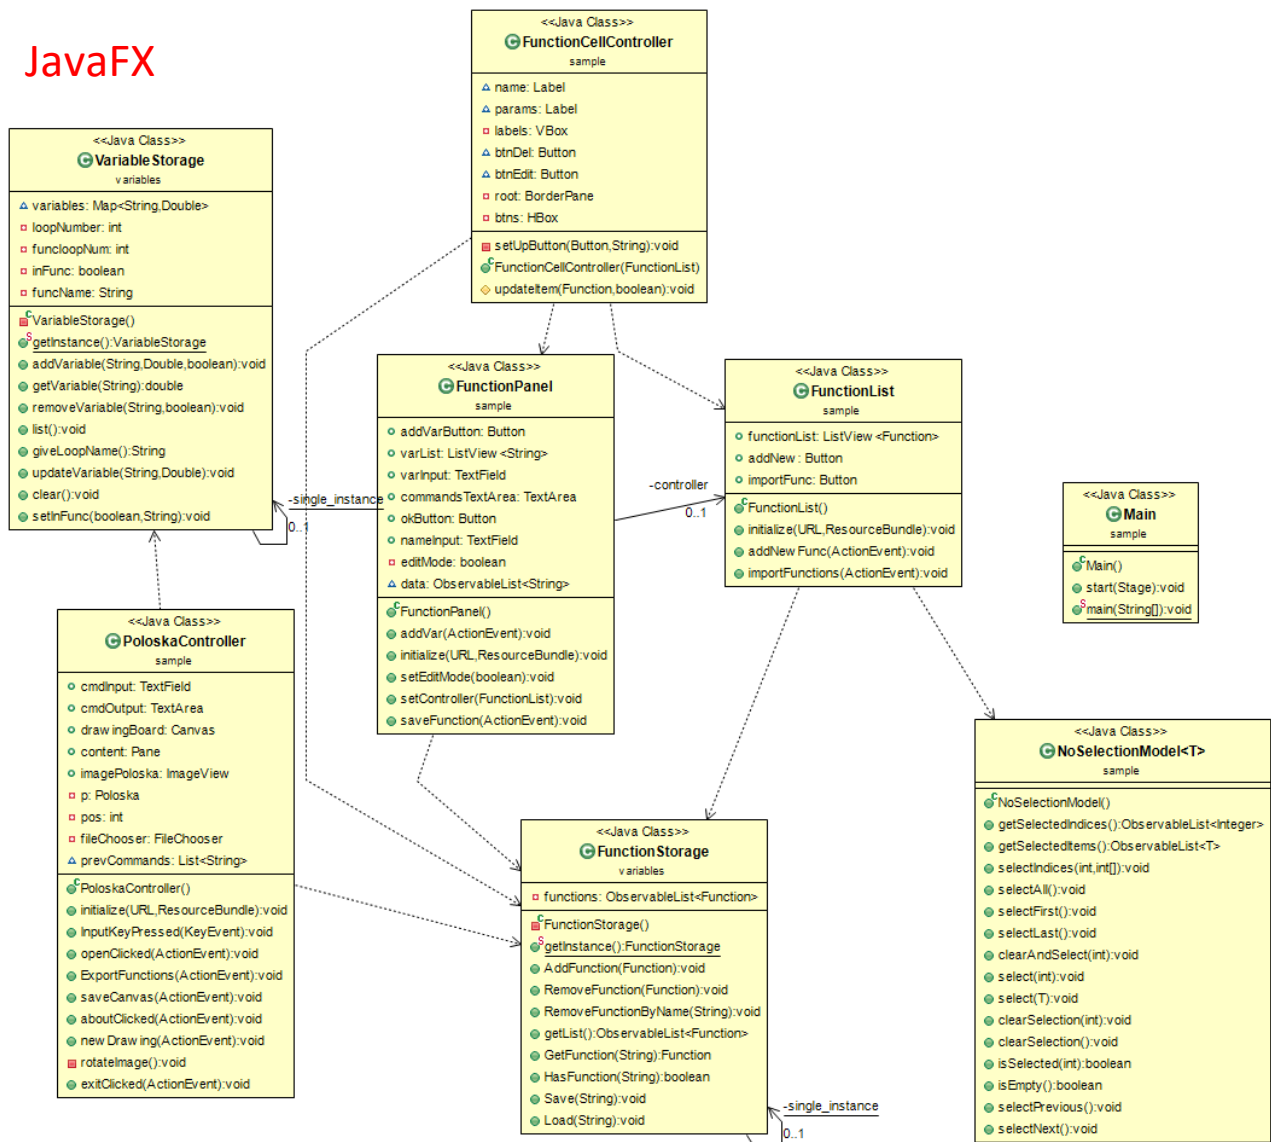 JavaFX
<<Java Class>>
FunctionCellController
sample
name: Label
params: Label
labels: VBox
btnDel: Button
btnEdit: Button
root: BorderPane
btns: HBox
setUpButton(Button,String):void
FunctionCellController(FunctionList)
updateItem(Function,boolean):void
<<Java Class>>
VariableStorage
variables
variables: Map<String,Double>
loopNumber: int
funcloopNum: int
inFunc: boolean
funcName: String
VariableStorage()
getInstance():VariableStorage
addVariable(String,Double,boolean):void
getVariable(String):double
removeVariable(String,boolean):void
list():void
giveLoopName():String
updateVariable(String,Double):void
clear():void
setInFunc(boolean,String):void
-single_instance
0..1
<<Java Class>>
FunctionPanel
sample
addVarButton: Button
varList: ListView<String>
varInput: TextField
commandsTextArea: TextArea
okButton: Button
nameInput: TextField
editMode: boolean
data: ObservableList<String>
FunctionPanel()
addVar(ActionEvent):void
initialize(URL,ResourceBundle):void
setEditMode(boolean):void
setController(FunctionList):void
saveFunction(ActionEvent):void
-controller
0..1
<<Java Class>>
FunctionList
sample
functionList: ListView<Function>
addNew: Button
importFunc: Button
FunctionList()
initialize(URL,ResourceBundle):void
addNewFunc(ActionEvent):void
importFunctions(ActionEvent):void
<<Java Class>>
Main
sample
Main()
start(Stage):void
main(String[]):void
<<Java Class>>
PoloskaController
sample
cmdInput: TextField
cmdOutput: TextArea
drawingBoard: Canvas
content: Pane
imagePoloska: ImageView
p: Poloska
pos: int
fileChooser: FileChooser
prevCommands: List<String>
PoloskaController()
initialize(URL,ResourceBundle):void
InputKeyPressed(KeyEvent):void
openClicked(ActionEvent):void
ExportFunctions(ActionEvent):void
saveCanvas(ActionEvent):void
aboutClicked(ActionEvent):void
newDrawing(ActionEvent):void
rotateImage():void
exitClicked(ActionEvent):void
<<Java Class>>
FunctionStorage
variables
functions: ObservableList<Function>
FunctionStorage()
getInstance():FunctionStorage
AddFunction(Function):void
RemoveFunction(Function):void
RemoveFunctionByName(String):void
getList():ObservableList<Function>
GetFunction(String):Function
HasFunction(String):boolean
Save(String):void
Load(String):void
-single_instance
0..1
<<Java Class>>
NoSelectionModel<T>
sample
NoSelectionModel()
getSelectedIndices():ObservableList<Integer>
getSelectedItems():ObservableList<T>
selectIndices(int,int[]):void
selectAll():void
selectFirst():void
selectLast():void
clearAndSelect(int):void
select(int):void
select(T):void
clearSelection(int):void
clearSelection():void
isSelected(int):boolean
isEmpty():boolean
selectPrevious():void
selectNext():void